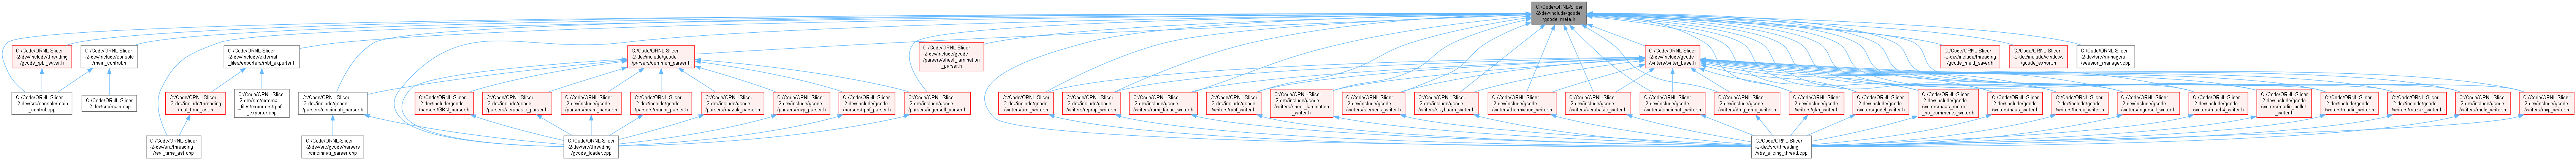 C:/Code/ORNL-Slicer
-2-dev/include/gcode
/gcode_meta.h
C:/Code/ORNL-Slicer
-2-dev/include/threading
/gcode_rpbf_saver.h
C:/Code/ORNL-Slicer
-2-dev/include/console
/main_control.h
C:/Code/ORNL-Slicer
-2-dev/include/external
_files/exporters/rpbf_exporter.h
C:/Code/ORNL-Slicer
-2-dev/include/gcode
/parsers/common_parser.h
C:/Code/ORNL-Slicer
-2-dev/include/gcode
/parsers/sheet_lamination
_parser.h
C:/Code/ORNL-Slicer
-2-dev/include/gcode
/writers/writer_base.h
C:/Code/ORNL-Slicer
-2-dev/include/threading
/gcode_meld_saver.h
C:/Code/ORNL-Slicer
-2-dev/include/windows
/gcode_export.h
C:/Code/ORNL-Slicer
-2-dev/src/managers
/session_manager.cpp
C:/Code/ORNL-Slicer
-2-dev/src/console/main
_control.cpp
C:/Code/ORNL-Slicer
-2-dev/src/main.cpp
C:/Code/ORNL-Slicer
-2-dev/include/threading
/real_time_ast.h
C:/Code/ORNL-Slicer
-2-dev/src/external
_files/exporters/rpbf
_exporter.cpp
C:/Code/ORNL-Slicer
-2-dev/include/gcode
/parsers/cincinnati_parser.h
C:/Code/ORNL-Slicer
-2-dev/include/gcode
/parsers/GKN_parser.h
C:/Code/ORNL-Slicer
-2-dev/include/gcode
/parsers/aerobasic_parser.h
C:/Code/ORNL-Slicer
-2-dev/include/gcode
/parsers/beam_parser.h
C:/Code/ORNL-Slicer
-2-dev/include/gcode
/parsers/marlin_parser.h
C:/Code/ORNL-Slicer
-2-dev/include/gcode
/parsers/mazak_parser.h
C:/Code/ORNL-Slicer
-2-dev/include/gcode
/parsers/mvp_parser.h
C:/Code/ORNL-Slicer
-2-dev/include/gcode
/parsers/rpbf_parser.h
C:/Code/ORNL-Slicer
-2-dev/include/gcode
/parsers/ingersoll_parser.h
C:/Code/ORNL-Slicer
-2-dev/include/gcode
/writers/ornl_writer.h
C:/Code/ORNL-Slicer
-2-dev/include/gcode
/writers/reprap_writer.h
C:/Code/ORNL-Slicer
-2-dev/include/gcode
/writers/romi_fanuc_writer.h
C:/Code/ORNL-Slicer
-2-dev/include/gcode
/writers/rpbf_writer.h
C:/Code/ORNL-Slicer
-2-dev/include/gcode
/writers/sheet_lamination
_writer.h
C:/Code/ORNL-Slicer
-2-dev/include/gcode
/writers/siemens_writer.h
C:/Code/ORNL-Slicer
-2-dev/include/gcode
/writers/skybaam_writer.h
C:/Code/ORNL-Slicer
-2-dev/include/gcode
/writers/thermwood_writer.h
C:/Code/ORNL-Slicer
-2-dev/include/gcode
/writers/aerobasic_writer.h
C:/Code/ORNL-Slicer
-2-dev/include/gcode
/writers/cincinnati_writer.h
C:/Code/ORNL-Slicer
-2-dev/include/gcode
/writers/dmg_dmu_writer.h
C:/Code/ORNL-Slicer
-2-dev/include/gcode
/writers/gkn_writer.h
C:/Code/ORNL-Slicer
-2-dev/include/gcode
/writers/gudel_writer.h
C:/Code/ORNL-Slicer
-2-dev/include/gcode
/writers/haas_metric
_no_comments_writer.h
C:/Code/ORNL-Slicer
-2-dev/include/gcode
/writers/haas_writer.h
C:/Code/ORNL-Slicer
-2-dev/include/gcode
/writers/hurco_writer.h
C:/Code/ORNL-Slicer
-2-dev/include/gcode
/writers/ingersoll_writer.h
C:/Code/ORNL-Slicer
-2-dev/include/gcode
/writers/mach4_writer.h
C:/Code/ORNL-Slicer
-2-dev/include/gcode
/writers/marlin_pellet
_writer.h
C:/Code/ORNL-Slicer
-2-dev/include/gcode
/writers/marlin_writer.h
C:/Code/ORNL-Slicer
-2-dev/include/gcode
/writers/mazak_writer.h
C:/Code/ORNL-Slicer
-2-dev/include/gcode
/writers/meld_writer.h
C:/Code/ORNL-Slicer
-2-dev/include/gcode
/writers/mvp_writer.h
C:/Code/ORNL-Slicer
-2-dev/src/threading
/real_time_ast.cpp
C:/Code/ORNL-Slicer
-2-dev/src/gcode/parsers
/cincinnati_parser.cpp
C:/Code/ORNL-Slicer
-2-dev/src/threading
/gcode_loader.cpp
C:/Code/ORNL-Slicer
-2-dev/src/threading
/abs_slicing_thread.cpp